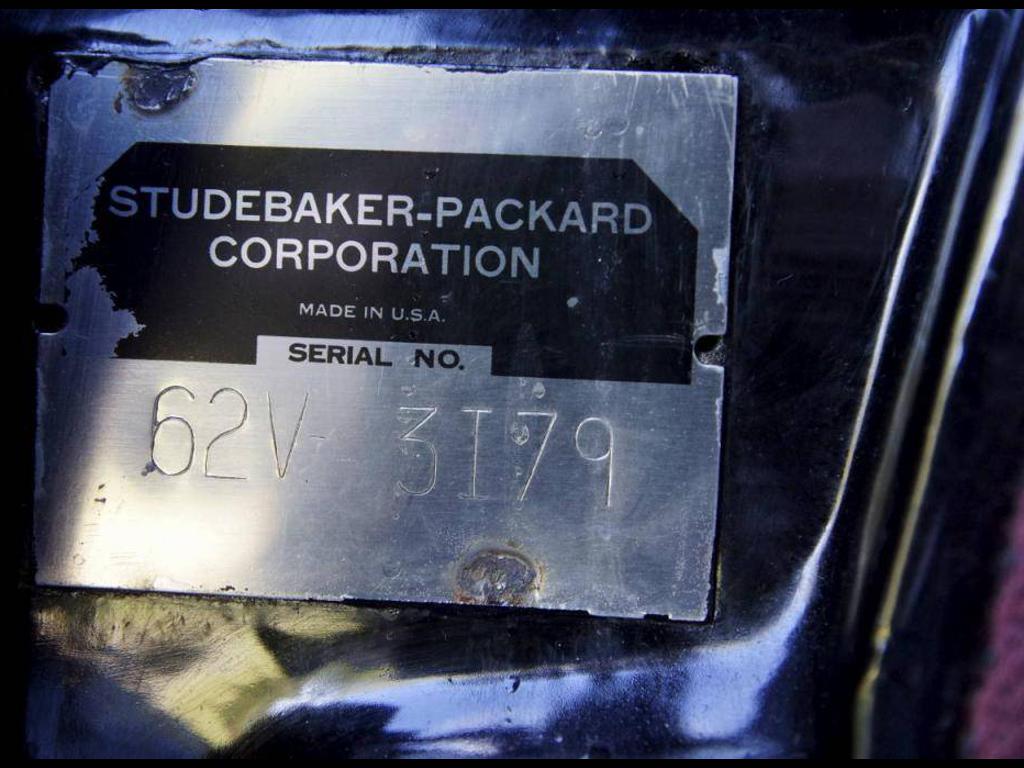 STUDEBAKER-PACKARD
CORPORATION
MADE IN U.S.A.
SERIAL NO.
62V- 3179